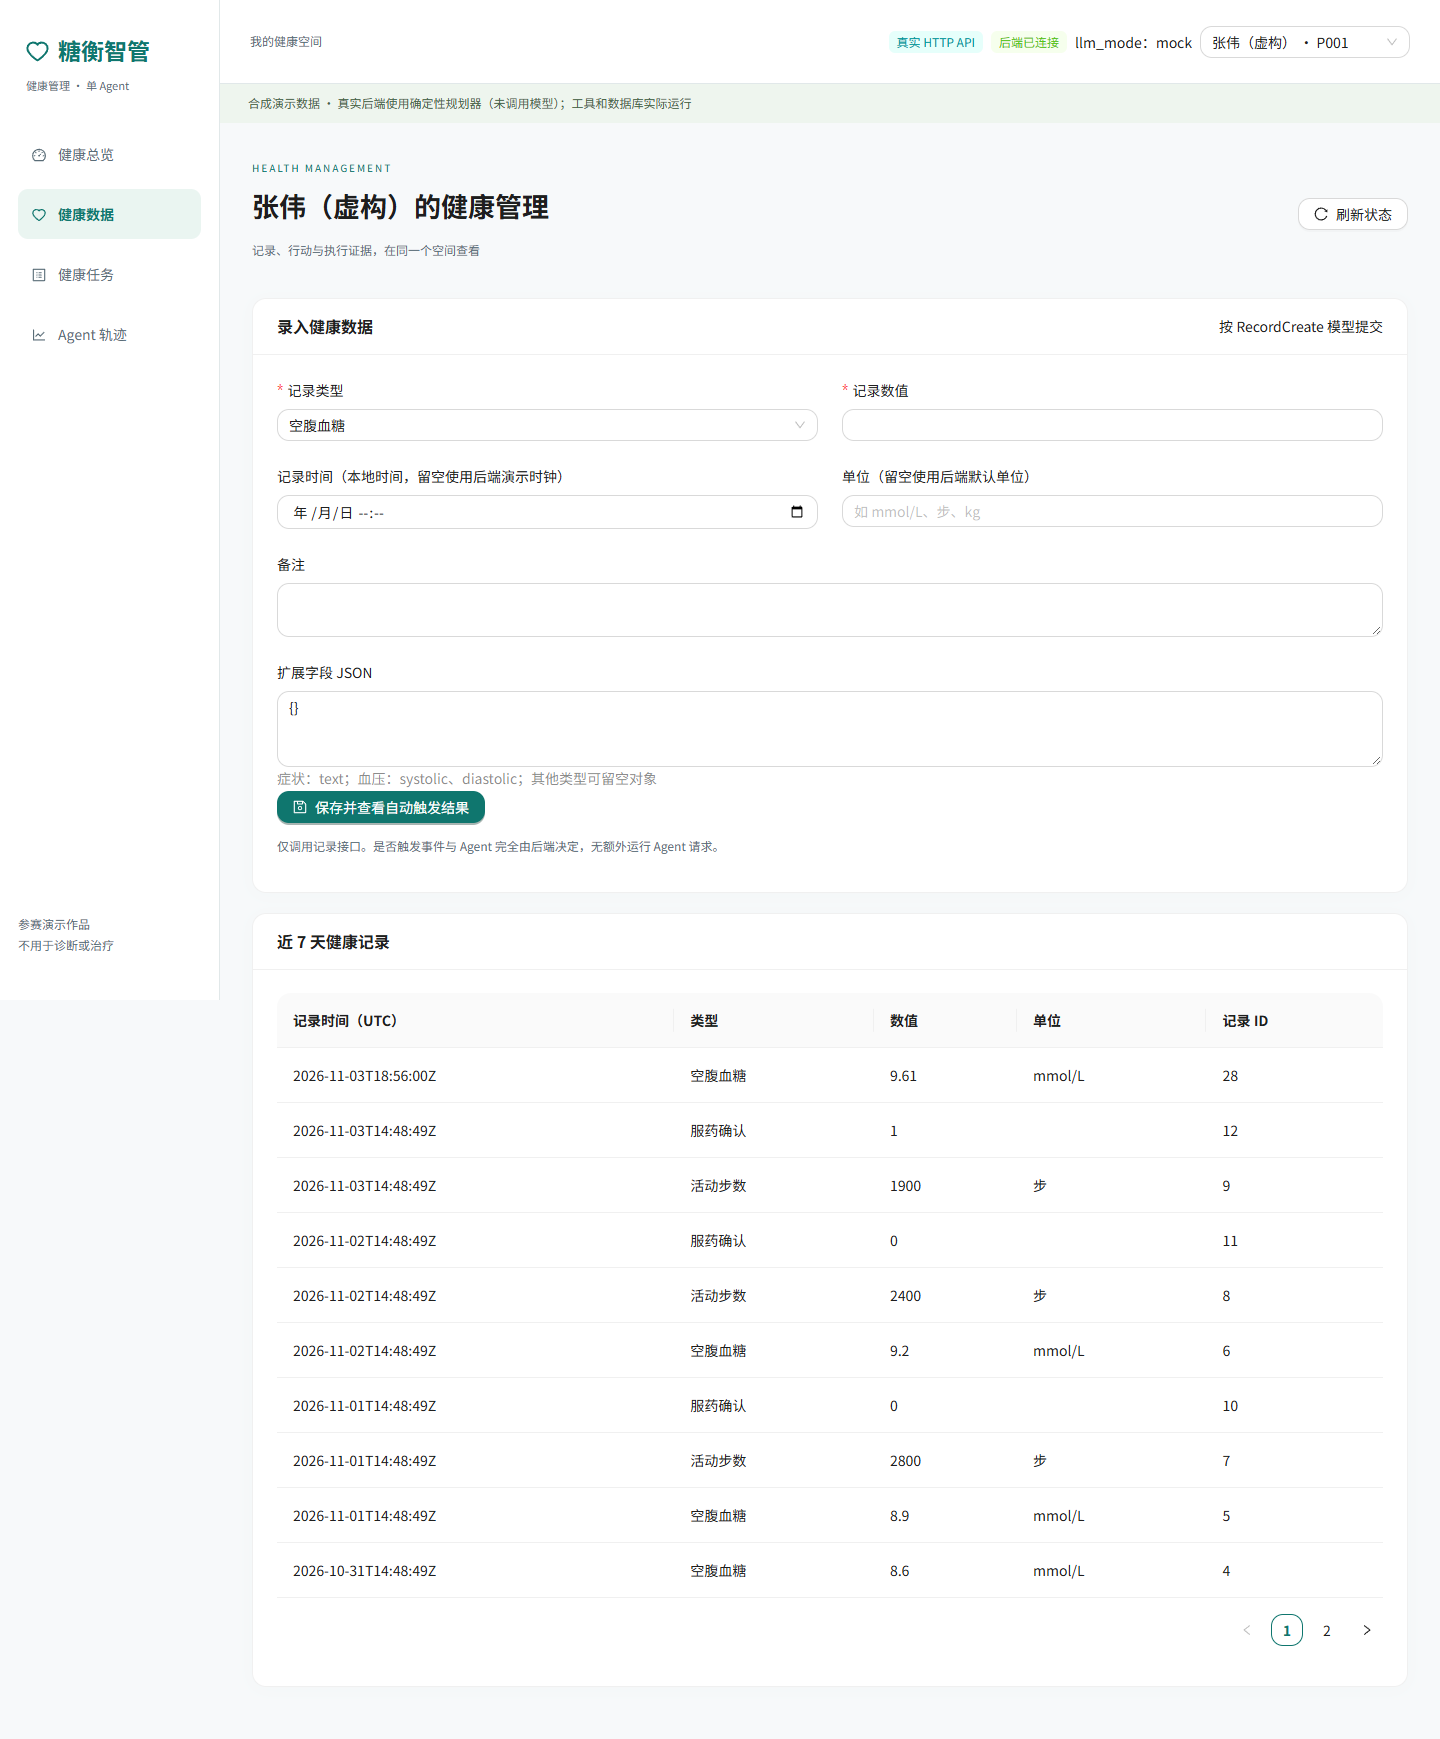 糖衡智管
健康管理 · 单 Agent
健康总览
健康数据
健康任务
Agent 轨迹
参赛演示作品
不用于诊断或治疗
我的健康空间
真实 HTTP API
后端已连接
llm_mode：mock
张伟（虚构） · P001
合成演示数据 · 真实后端使用确定性规划器（未调用模型）；工具和数据库实际运行
HEALTH MANAGEMENT
张伟（虚构）的健康管理
记录、行动与执行证据，在同一个空间查看
刷新状态
录入健康数据
按 RecordCreate 模型提交
* 记录类型
* 记录数值
空腹血糖
记录时间（本地时间，留空使用后端演示时钟）
单位（留空使用后端默认单位）
年 /月/日 --:--
如 mmol/L、步、kg
备注
扩展字段 JSON
{}
症状：text；血压：systolic、diastolic；其他类型可留空对象
保存并查看自动触发结果
仅调用记录接口。是否触发事件与 Agent 完全由后端决定，无额外运行 Agent 请求。
近 7 天健康记录
记录时间（UTC） 类型 数值 单位 记录 ID
2026-11-03T18:56:00Z 空腹血糖 9.61 mmol/L 28
2026-11-03T14:48:49Z 服药确认 1 12
2026-11-03T14:48:49Z 活动步数 1900 步 9
2026-11-02T14:48:49Z 服药确认 0 11
2026-11-02T14:48:49Z 活动步数 2400 步 8
2026-11-02T14:48:49Z 空腹血糖 9.2 mmol/L 6
2026-11-01T14:48:49Z 服药确认 0 10
2026-11-01T14:48:49Z 活动步数 2800 步 7
2026-11-01T14:48:49Z 空腹血糖 8.9 mmol/L 5
2026-10-31T14:48:49Z 空腹血糖 8.6 mmol/L 4
1 2